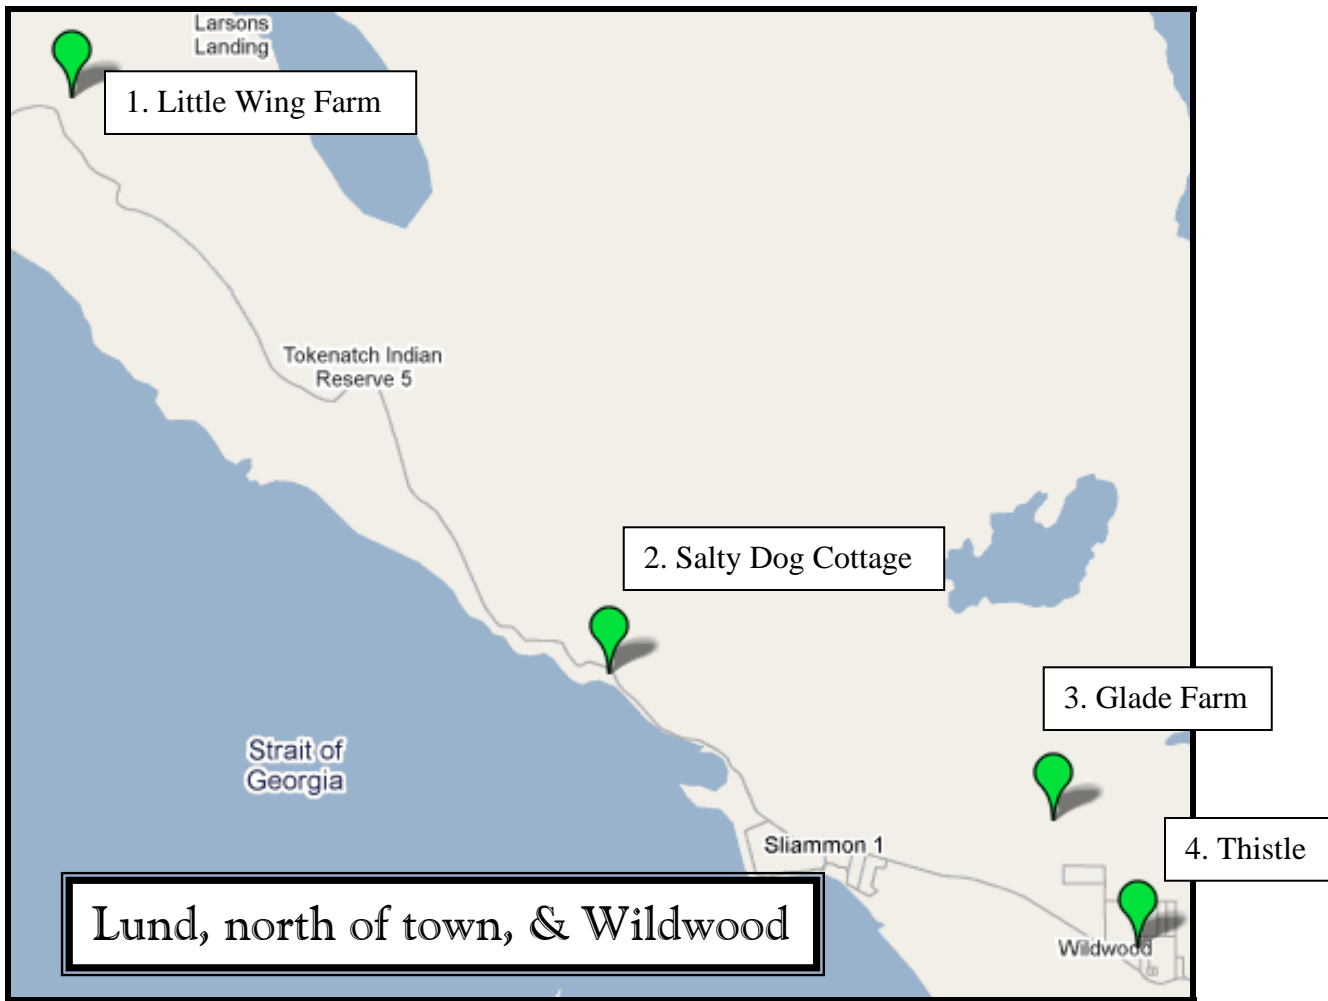 Larsons
Landing
1. Little Wing Farm
Tokenatch Indian
Reserve 5
2. Salty Dog Cottage
3. Glade Farm
Strait of
Georgia
4. Thistle
Sliammon 1
Lund, north of town, & Wildwood
Wildwood